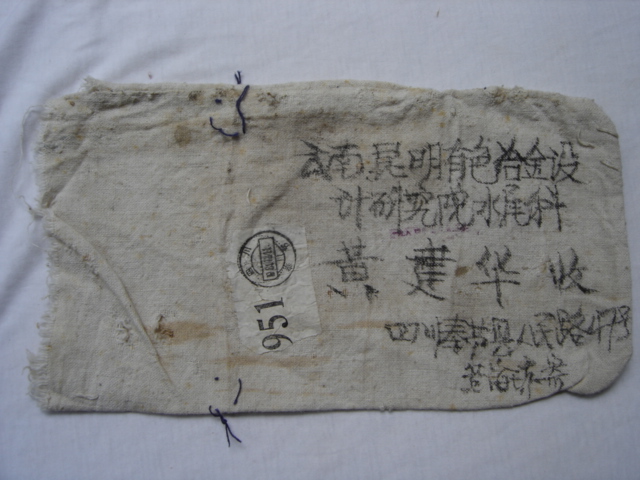 云南昆明有色冶金设
计研究院水尾科
黄建华收
四川奉节县人民路47号
951